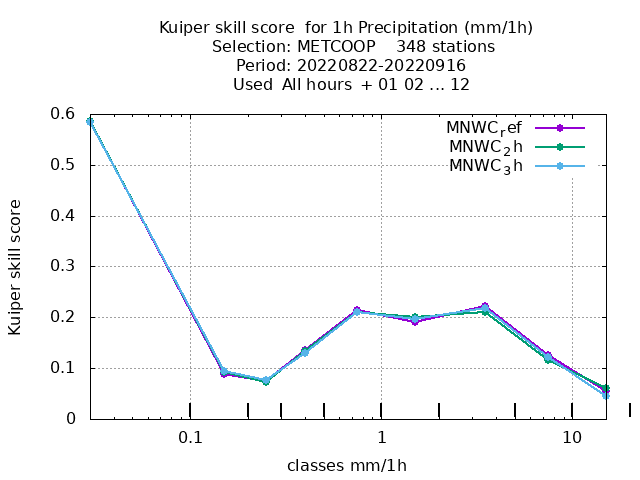 Kuiper skill score  for 1h Precipitation (mm/1h)
Selection: METCOOP    348 stations
Period: 20220822-20220916
Used  All hours  + 01 02 ... 12
MNWC_ref
MNWC_2h
MNWC_3h
0.6
0.5
0.4
0.3
0.2
0.1
0
Kuiper skill score
0.1 1 10
classes mm/1h